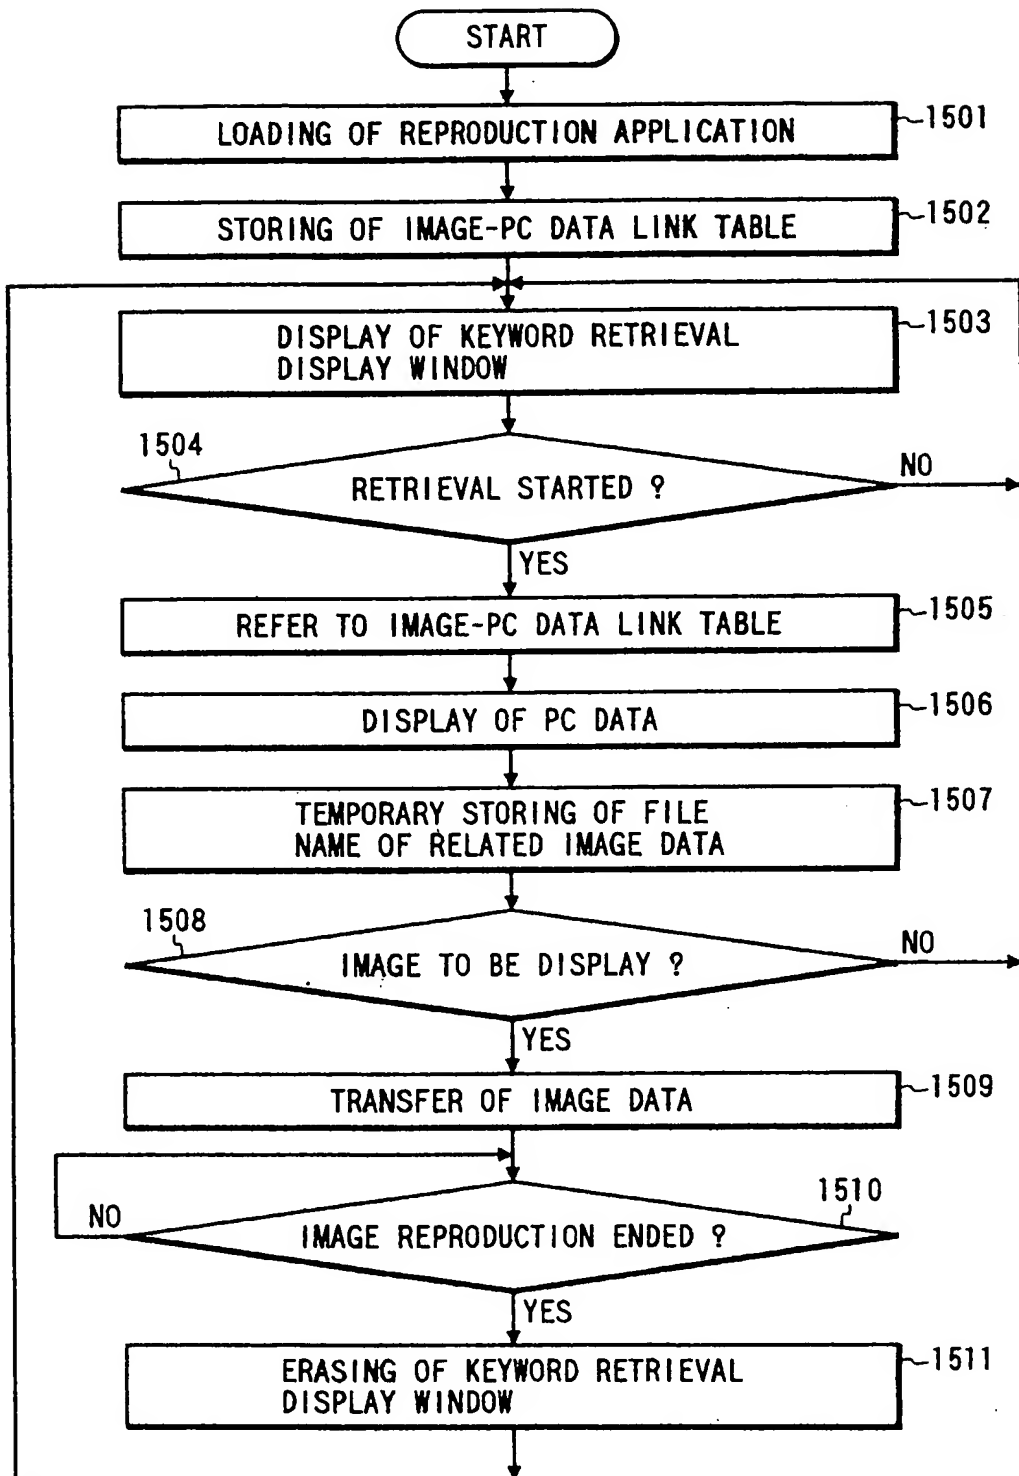 START
LOADING OF REPRODUCTION APPLICATION
1501
STORING OF IMAGE-PC DATA LINK TABLE
1502
DISPLAY OF KEYWORD RETRIEVAL
DISPLAY WINDOW
1503
1504
RETRIEVAL STARTED ?
NO
YES
REFER TO IMAGE-PC DATA LINK TABLE
1505
DISPLAY OF PC DATA
1506
TEMPORARY STORING OF FILE
NAME OF RELATED IMAGE DATA
1507
1508
IMAGE TO BE DISPLAY ?
NO
YES
TRANSFER OF IMAGE DATA
1509
NO
IMAGE REPRODUCTION ENDED ?
1510
YES
ERASING OF KEYWORD RETRIEVAL
DISPLAY WINDOW
1511